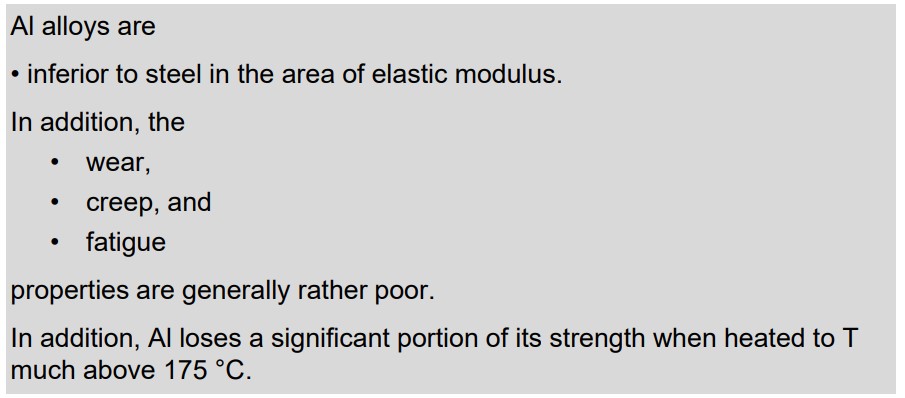 Al alloys are
• inferior to steel in the area of elastic modulus.
In addition, the
• wear,
• creep, and
• fatigue
properties are generally rather poor.
In addition, Al loses a significant portion of its strength when heated to T
much above 175 °C.